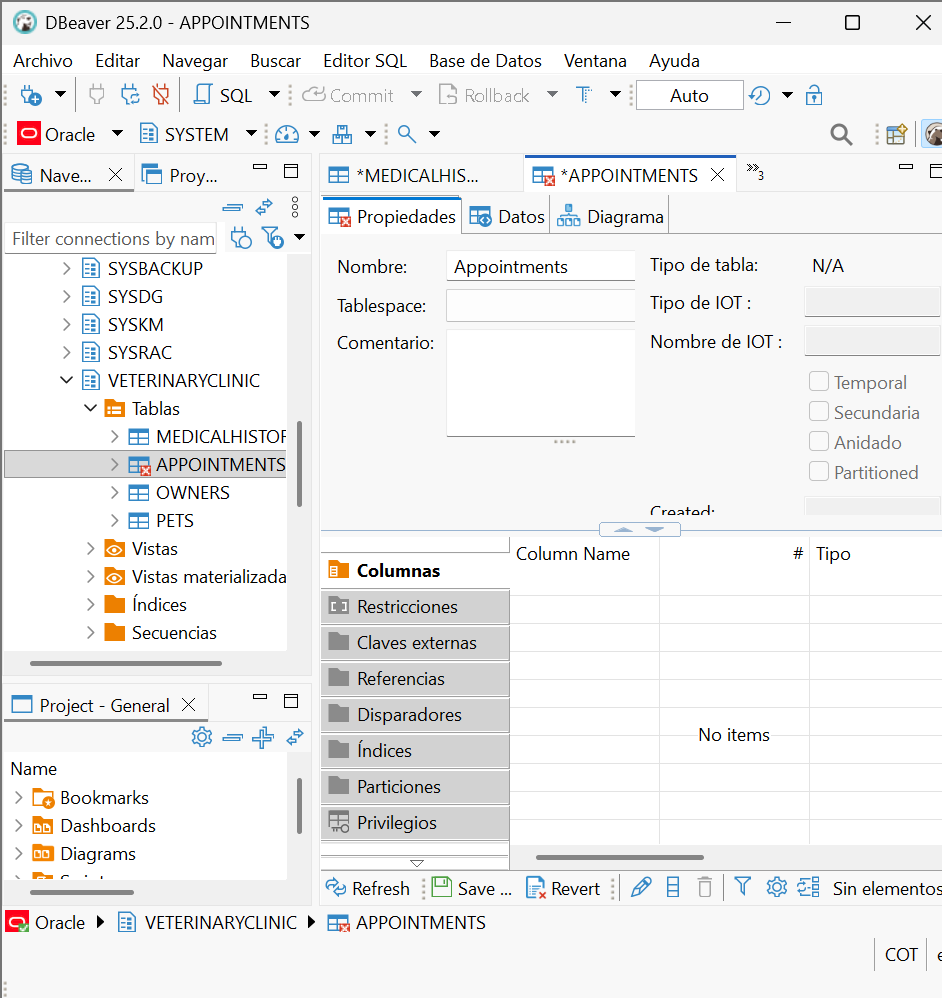 DBeaver 25.2.0 - APPOINTMENTS
Archivo Editar Navegar Buscar Editor SQL Base de Datos Ventana Ayuda
SQL Commit Rollback T Auto
Oracle SYSTEM
Nave... Proy... *MEDICALHIS... *APPOINTMENTS »3
Propiedades Datos Diagrama
Filter connections by nam
SYSBACKUP
SYSDG
SYSKM
SYSRAC
VETERINARYCLINIC
Tablas
MEDICALHISTOR
APPOINTMENTS
OWNERS
PETS
Vistas
Vistas materializada
Índices
Secuencias
Nombre: Appointments
Tablespace:
Comentario:
Tipo de tabla: N/A
Tipo de IOT :
Nombre de IOT :
Temporal
Secundaria
Anidado
Partitioned
Created:
Columnas
Restricciones
Claves externas
Referencias
Disparadores
Índices
Particiones
Privilegios
Column Name # Tipo
No items
Project - General
Name
Bookmarks
Dashboards
Diagrams
Refresh Save ... Revert Sin elementos
Oracle VETERINARYCLINIC APPOINTMENTS
COT e